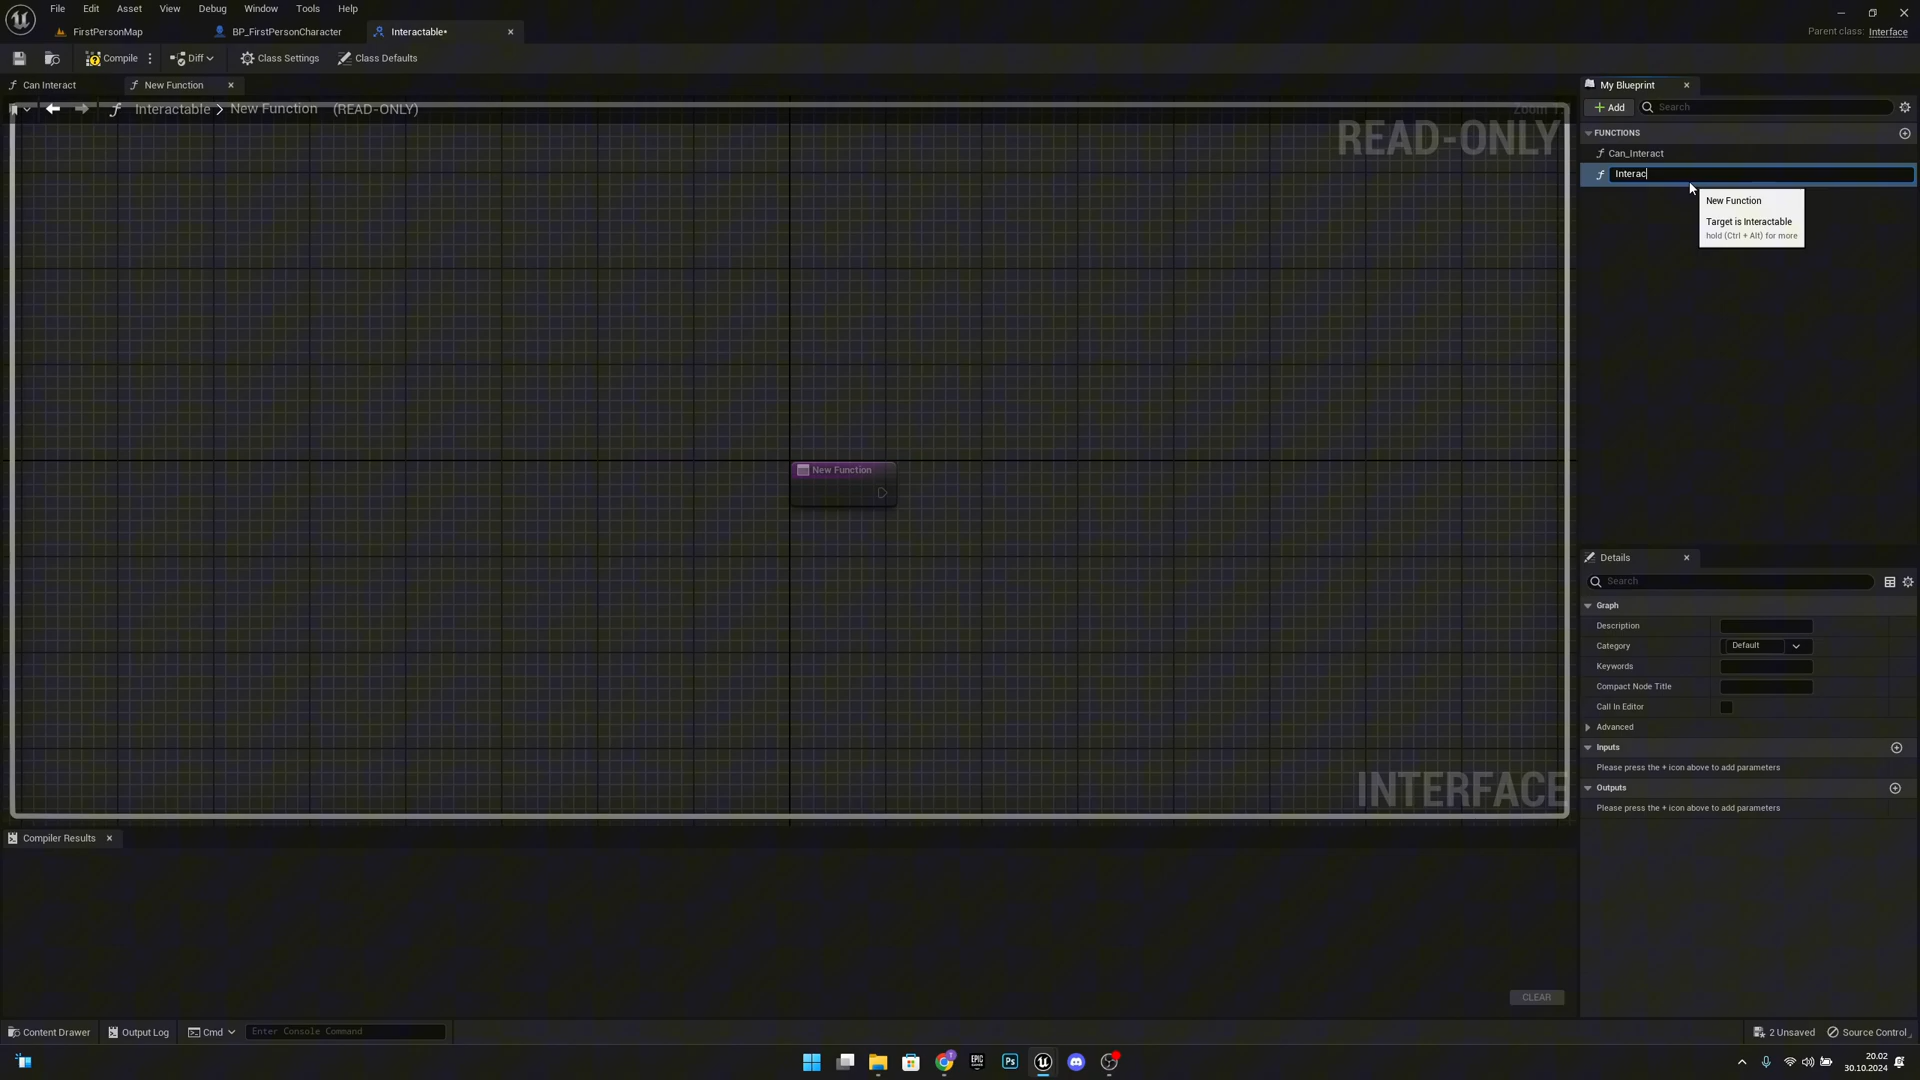 File Edit Asset View Debug Window Tools Help
FirstPersonMap BP_FirstPersonCharacter Interactable* Parent class: Interface
Compile Diff Class Settings Class Defaults
Can Interact New Function My Blueprint
Interactable > New Function (READ-ONLY) + Add Search
READ-ONLY
FUNCTIONS
Can_Interact
Interac
New Function
Target is Interactable
hold (Ctrl + Alt) for more
New Function
Details
Search
Graph
Description
Category Default
Keywords
Compact Node Title
Call In Editor
Advanced
Inputs
Please press the + icon above to add parameters
Outputs
Please press the + icon above to add parameters
INTERFACE
Compiler Results
CLEAR
Content Drawer Output Log Cmd Enter Console Command 2 Unsaved Source Control
20.02
30.10.2024